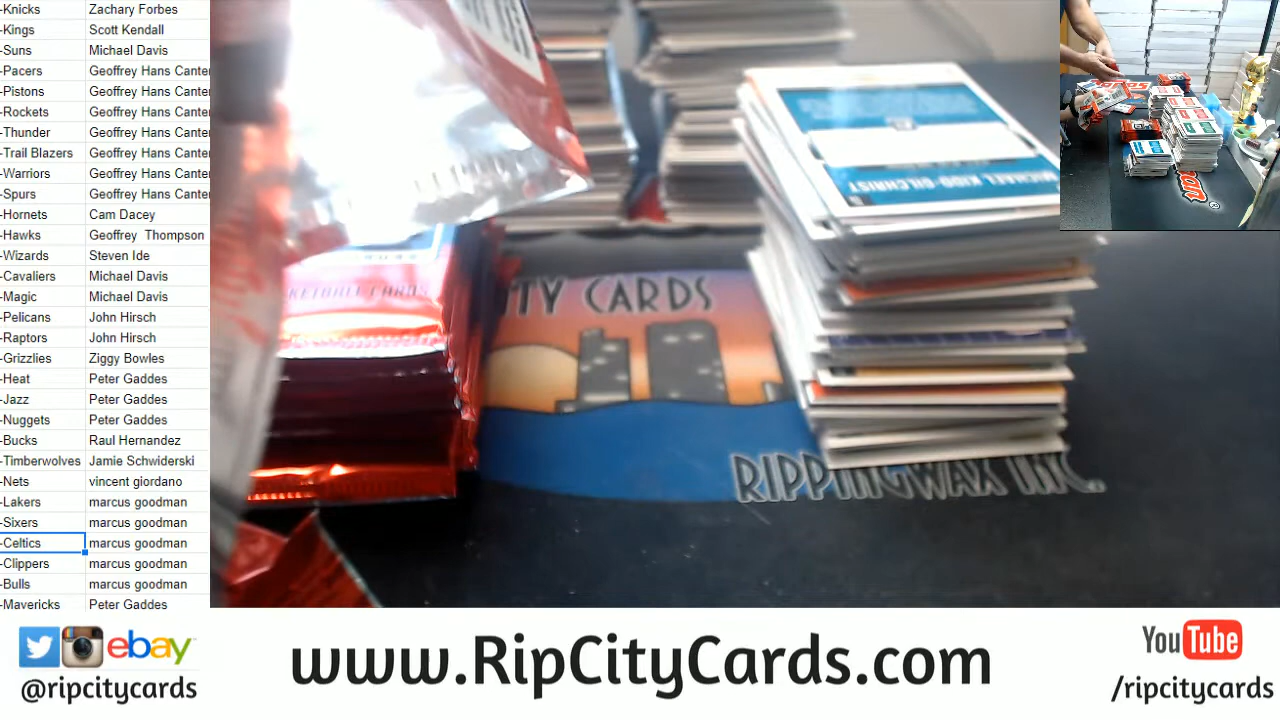 -Knicks Zachary Forbes
-Kings Scott Kendall
-Suns Michael Davis
-Pacers Geoffrey Hans Canter
-Pistons Geoffrey Hans Canter
-Rockets Geoffrey Hans Canter
-Thunder Geoffrey Hans Canter
-Trail Blazers Geoffrey Hans Canter
-Warriors Geoffrey Hans Canter
-Spurs Geoffrey Hans Canter
-Hornets Cam Dacey
-Hawks Geoffrey Thompson
-Wizards Steven Ide
-Cavaliers Michael Davis
-Magic Michael Davis
-Pelicans John Hirsch
-Raptors John Hirsch
-Grizzlies Ziggy Bowles
-Heat Peter Gaddes
-Jazz Peter Gaddes
-Nuggets Peter Gaddes
-Bucks Raul Hernandez
-Timberwolves Jamie Schwiderski
-Nets vincent giordano
-Lakers marcus goodman
-Sixers marcus goodman
-Celtics marcus goodman
-Clippers marcus goodman
-Bulls marcus goodman
-Mavericks Peter Gaddes
MICHAEL KIDD-GILCHRIST
KETBALL CARDS
TY CARDS
RIPPINGWAX INC.
ebay
@ripcitycards
www.RipCityCards.com
YouTube
/ripcitycards